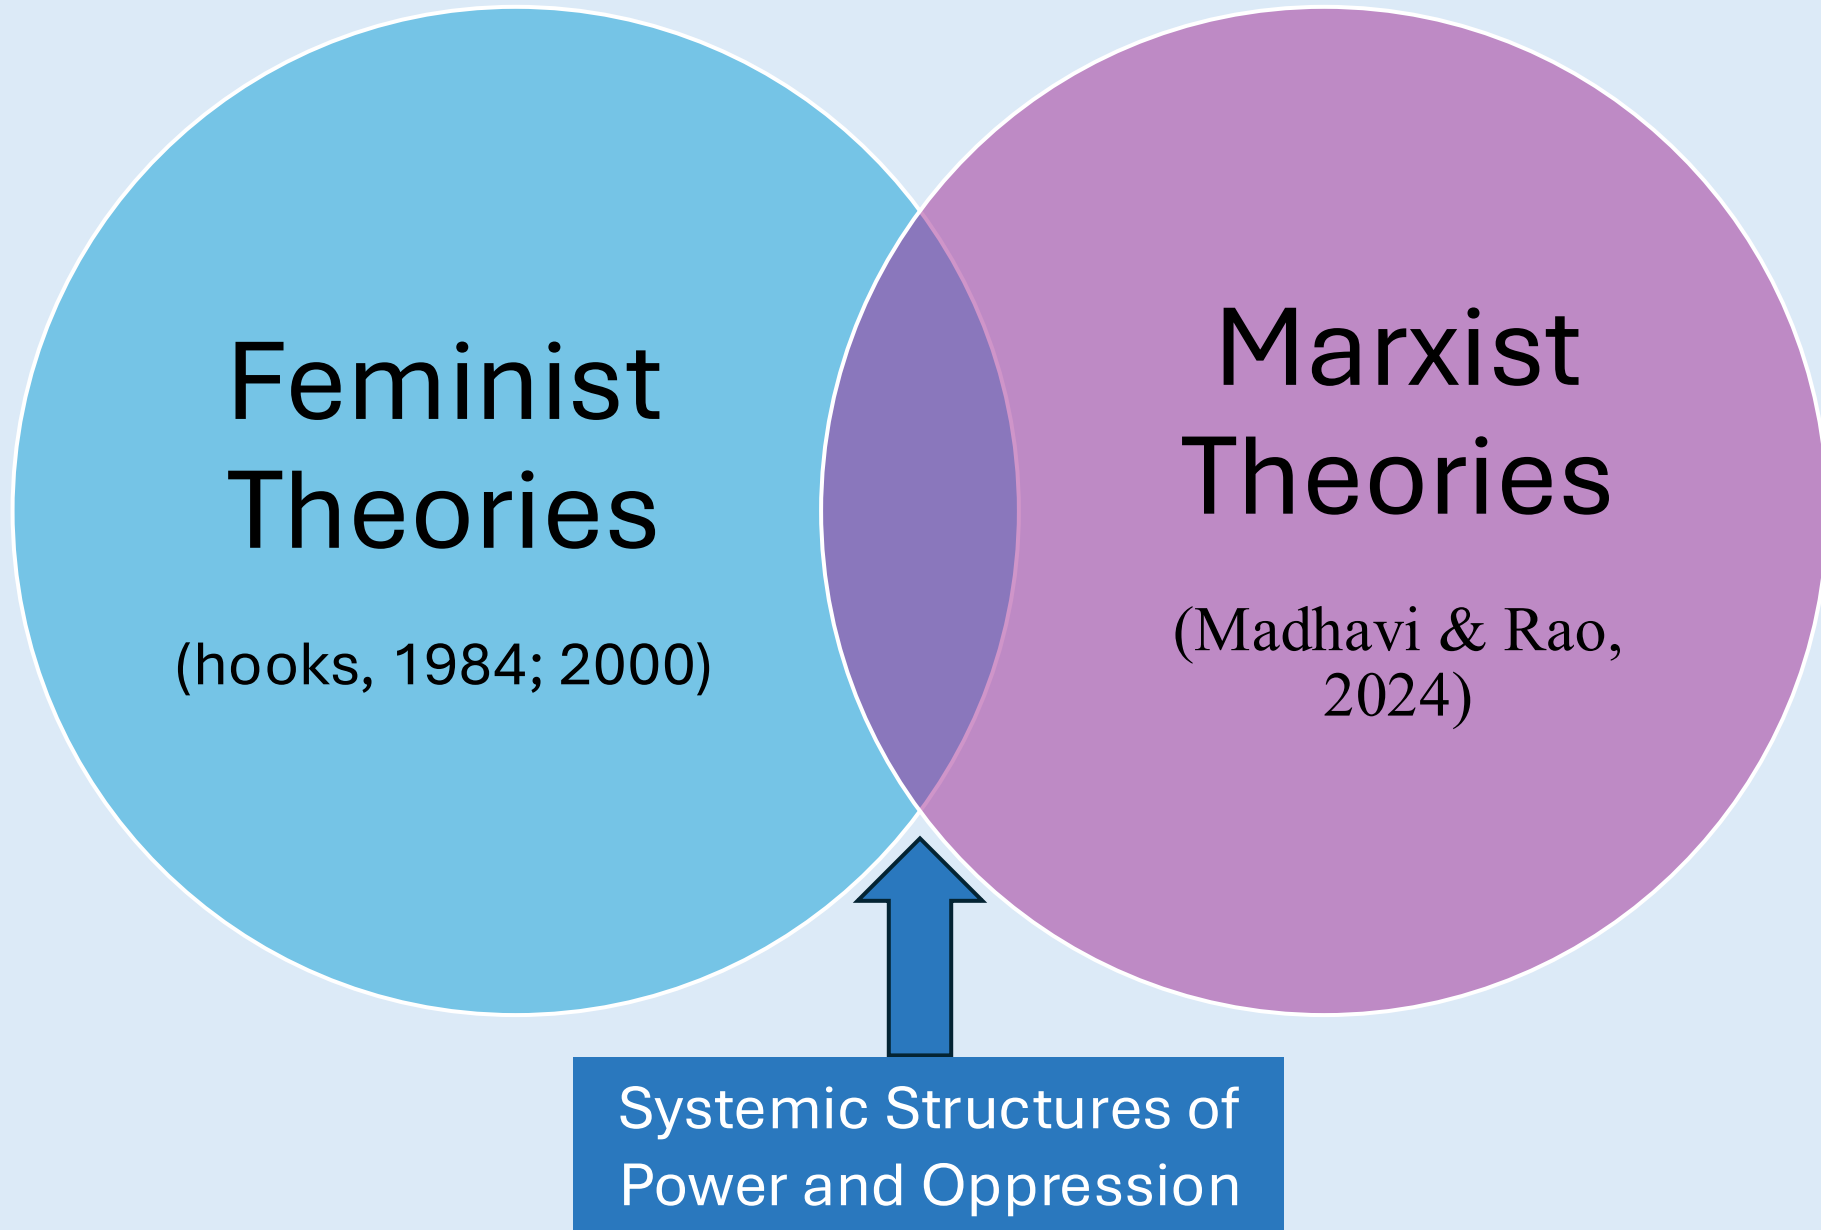 Feminist
Theories
(hooks, 1984; 2000)
Marxist
Theories
(Madhavi & Rao,
2024)
Systemic Structures of
Power and Oppression